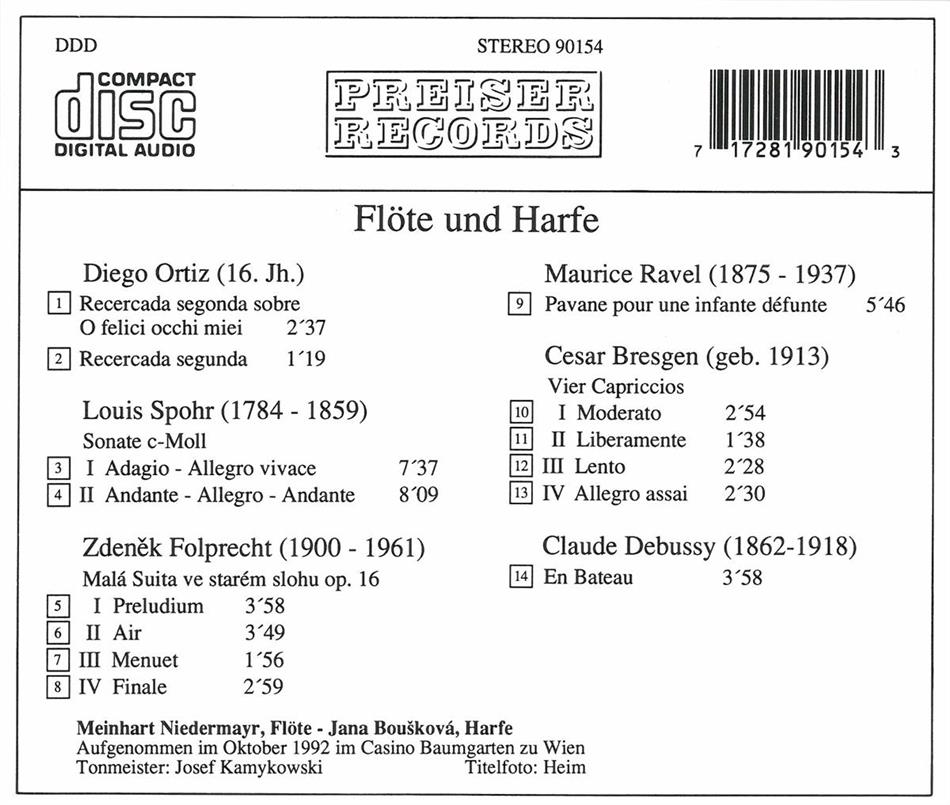 DDD
STEREO 90154
COMPACT
disc
DIGITAL AUDIO
PREISER
RECORDS
7 17281 90154 3
Flöte und Harfe
Diego Ortiz (16. Jh.)
1 Recercada segonda sobre
O felici occhi miei 2´37
2 Recercada segunda 1´19
Louis Spohr (1784 - 1859)
Sonate c-Moll
3 I Adagio - Allegro vivace 7´37
4 II Andante - Allegro - Andante 8´09
Zdeněk Folprecht (1900 - 1961)
Malá Suita ve starém slohu op. 16
5 I Preludium 3´58
6 II Air 3´49
7 III Menuet 1´56
8 IV Finale 2´59
Maurice Ravel (1875 - 1937)
9 Pavane pour une infante défunte 5´46
Cesar Bresgen (geb. 1913)
Vier Capriccios
10 I Moderato 2´54
11 II Liberamente 1´38
12 III Lento 2´28
13 IV Allegro assai 2´30
Claude Debussy (1862-1918)
14 En Bateau 3´58
Meinhart Niedermayr, Flöte - Jana Boušková, Harfe
Aufgenommen im Oktober 1992 im Casino Baumgarten zu Wien
Tonmeister: Josef Kamykowski Titelfoto: Heim